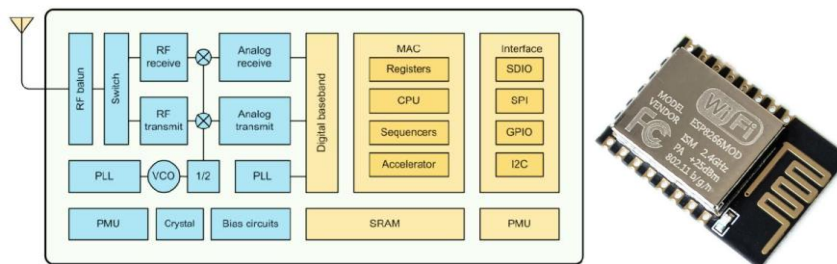 RF balun
Switch
RF
receive
RF
transmit
Analog
receive
Analog
transmit
Digital baseband
PLL
VCO
1/2
PLL
PMU
Crystal
Bias circuits
SRAM
PMU
MAC
Registers
CPU
Sequencers
Accelerator
Interface
SDIO
SPI
GPIO
I2C
MODEL
VENDOR
WiFi
ESP8266MOD
FC
ISM 2.4GHz
PA +25dBm
802.11b/g/n